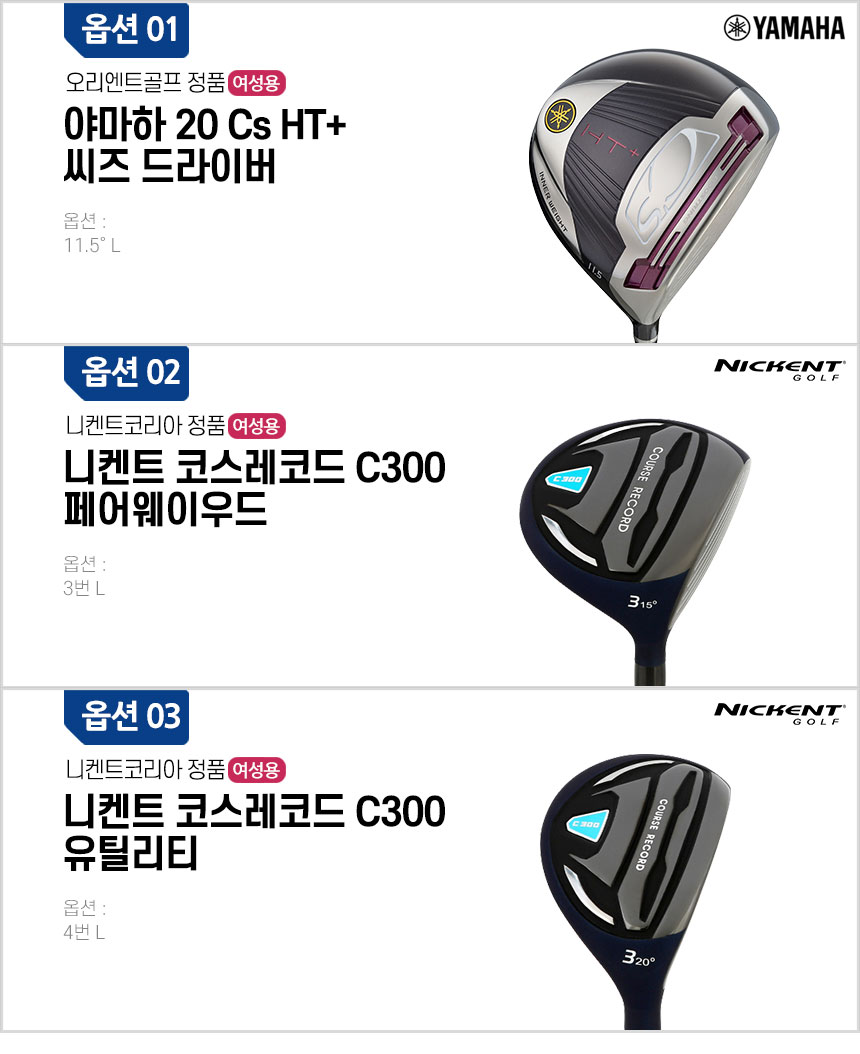 옵션 01
YAMAHA
오리엔트골프 정품 여성용
야마하 20 Cs HT+
씨즈 드라이버
옵션 :
11.5° L
HT+
INNER WEIGHT
11.5
옵션 02
NICKENT
GOLF
니켄트코리아 정품 여성용
니켄트 코스레코드 C300
페어웨이우드
옵션 :
3번 L
C300
COURSE RECORD
3 15°
옵션 03
NICKENT
GOLF
니켄트코리아 정품 여성용
니켄트 코스레코드 C300
유틸리티
옵션 :
4번 L
C300
COURSE RECORD
3 20°